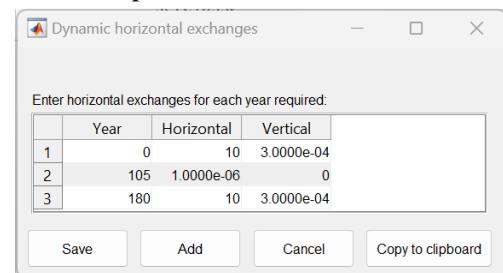 Dynamic horizontal exchanges
Enter horizontal exchanges for each year required:
Year Horizontal Vertical
1 0 10 3.0000e-04
2 105 1.0000e-06 0
3 180 10 3.0000e-04
Save Add Cancel Copy to clipboard